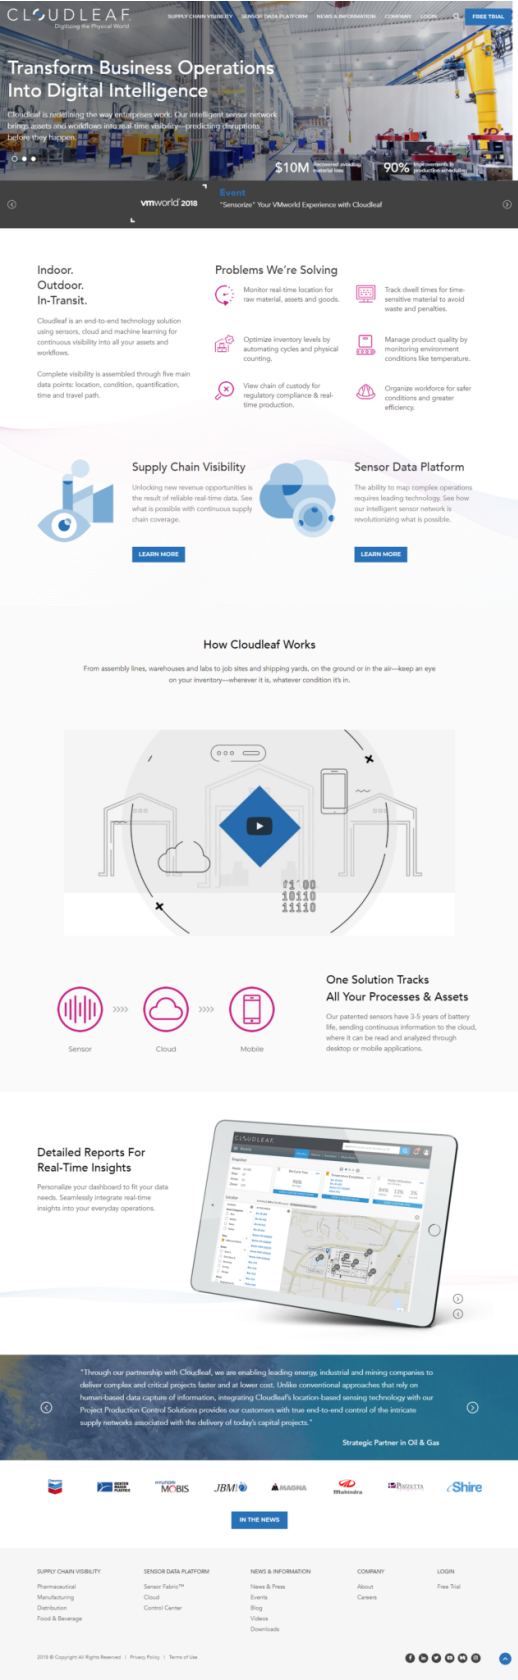 CLOUDLEAF
Digitizing the Physical World
SUPPLY CHAIN VISIBILITY SENSOR DATA PLATFORM NEWS & INFORMATION COMPANY LOGIN FREE TRIAL
Transform Business Operations
Into Digital Intelligence
Cloudleaf is redefining the way enterprises work. Our intelligent sensor network
brings assets and workflows into real-time visibility—predicting disruptions
before they happen.
$10M Recovered avoiding material loss
90% Improvements in production scheduling
vmworld 2018
Event
"Sensorize" Your VMworld Experience with Cloudleaf
Indoor.
Outdoor.
In-Transit.
Cloudleaf is an end-to-end technology solution
using sensors, cloud and machine learning for
continuous visibility into all your assets and
workflows.
Complete visibility is assembled through five main
data points: location, condition, quantification,
time and travel path.
Problems We're Solving
Monitor real-time location for
raw material, assets and goods.
Track dwell times for time-
sensitive material to avoid
waste and penalties.
Optimize inventory levels by
automating cycles and physical
counting.
Manage product quality by
monitoring environment
conditions like temperature.
View chain of custody for
regulatory compliance & real-
time production.
Organize workforce for safer
conditions and greater
efficiency.
Supply Chain Visibility
Unlocking new revenue opportunities is
the result of reliable real-time data. See
what is possible with continuous supply
chain coverage.
LEARN MORE
Sensor Data Platform
The ability to map complex operations
requires leading technology. See how
our intelligent sensor network is
revolutionizing what is possible.
LEARN MORE
How Cloudleaf Works
From assembly lines, warehouses and labs to job sites and shipping yards, on the ground or in the air—keep an eye
on your inventory—wherever it is, whatever condition it's in.
10110
11110
One Solution Tracks
All Your Processes & Assets
Our patented sensors have 3-5 years of battery
life, sending continuous information to the cloud,
where it can be read and analyzed through
desktop or mobile applications.
Sensor Cloud Mobile
Detailed Reports For
Real-Time Insights
Personalize your dashboard to fit your data
needs. Seamlessly integrate real-time
insights into your everyday operations.
CLOUDLEAF
"Through our partnership with Cloudleaf, we are enabling leading energy, industrial and mining companies to
deliver complex and critical projects faster and at lower cost. Unlike conventional approaches that rely on
human-based data capture of information, integrating Cloudleaf's location-based sensing technology with our
Project Production Control Solutions provides our customers with true end-to-end control of the intricate
supply networks associated with the delivery of today's capital projects."
Strategic Partner in Oil & Gas
HYUNDAI MOBIS
JBM
MAGNA
Mahindra
Shire
IN THE NEWS
SUPPLY CHAIN VISIBILITY
Pharmaceutical
Manufacturing
Distribution
Food & Beverage
SENSOR DATA PLATFORM
Sensor Fabric™
Cloud
Control Center
NEWS & INFORMATION
News & Press
Events
Blog
Videos
Downloads
COMPANY
About
Careers
LOGIN
Free Trial
2018 © Copyright All Rights Reserved | Privacy Policy | Terms of Use